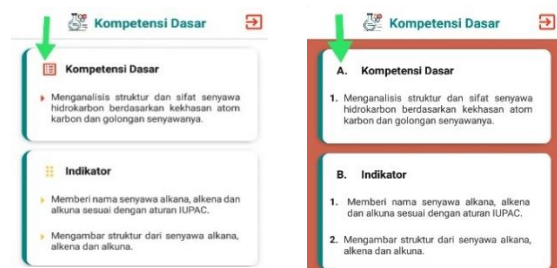 Kompetensi Dasar
Kompetensi Dasar
Menganalisis struktur dan sifat senyawa
hidrokarbon berdasarkan kekhasan atom
karbon dan golongan senyawanya.
Indikator
Memberi nama senyawa alkana, alkena dan
alkuna sesuai dengan aturan IUPAC.
Mengambar struktur dari senyawa alkana,
alkena dan alkuna.
Kompetensi Dasar
A. Kompetensi Dasar
1. Menganalisis struktur dan sifat senyawa
hidrokarbon berdasarkan kekhasan atom
karbon dan golongan senyawanya.
B. Indikator
1. Memberi nama senyawa alkana, alkena
dan alkuna sesuai dengan aturan IUPAC.
2. Mengambar struktur dari senyawa alkana,
alkena dan alkuna.